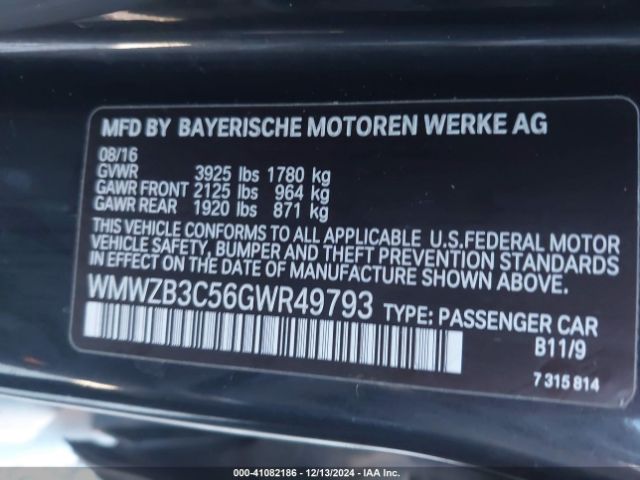 MFD BY BAYERISCHE MOTOREN WERKE AG
08/16
GVWR 3925 lbs 1780 kg
GAWR FRONT 2125 lbs 964 kg
GAWR REAR 1920 lbs 871 kg
THIS VEHICLE CONFORMS TO ALL APPLICABLE U.S.FEDERAL MOTOR
VEHICLE SAFETY, BUMPER AND THEFT PREVENTION STANDARDS
IN EFFECT ON THE DATE OF MANUFACTURE SHOWN ABOVE.
WMWZB3C56GWR49793 TYPE: PASSENGER CAR
B11/9
7 315 814
000-41082186 - 12/13/2024 - IAA Inc.